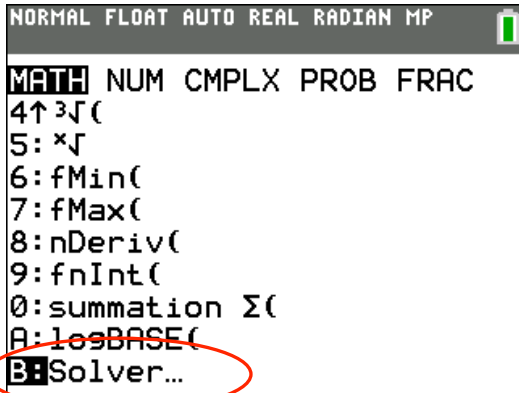 NORMAL FLOAT AUTO REAL RADIAN MP
MATH NUM CMPLX PROB FRAC
4↑³√(
5:ˣ√
6:fMin(
7:fMax(
8:nDeriv(
9:fnInt(
0:summation Σ(
A:logBASE(
B:Solver…